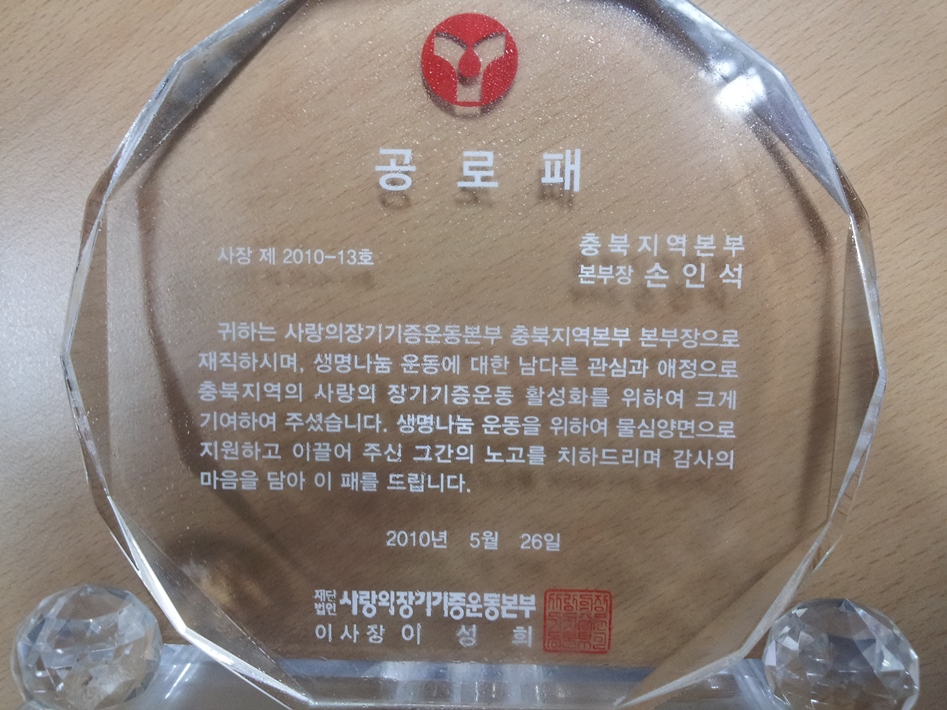 공 로 패
사장 제 2010-13호
충북지역본부
본부장 손 인 석
귀하는 사랑의장기기증운동본부 충북지역본부 본부장으로
재직하시며, 생명나눔 운동에 대한 남다른 관심과 애정으로
충북지역의 사랑의 장기기증운동 활성화를 위하여 크게
기여하여 주셨습니다. 생명나눔 운동을 위하여 물심양면으로
지원하고 이끌어 주신 그간의 노고를 치하드리며 감사의
마음을 담아 이 패를 드립니다.
2010년 5월 26일
재단법인 사랑의장기기증운동본부
이사장 이 성 희